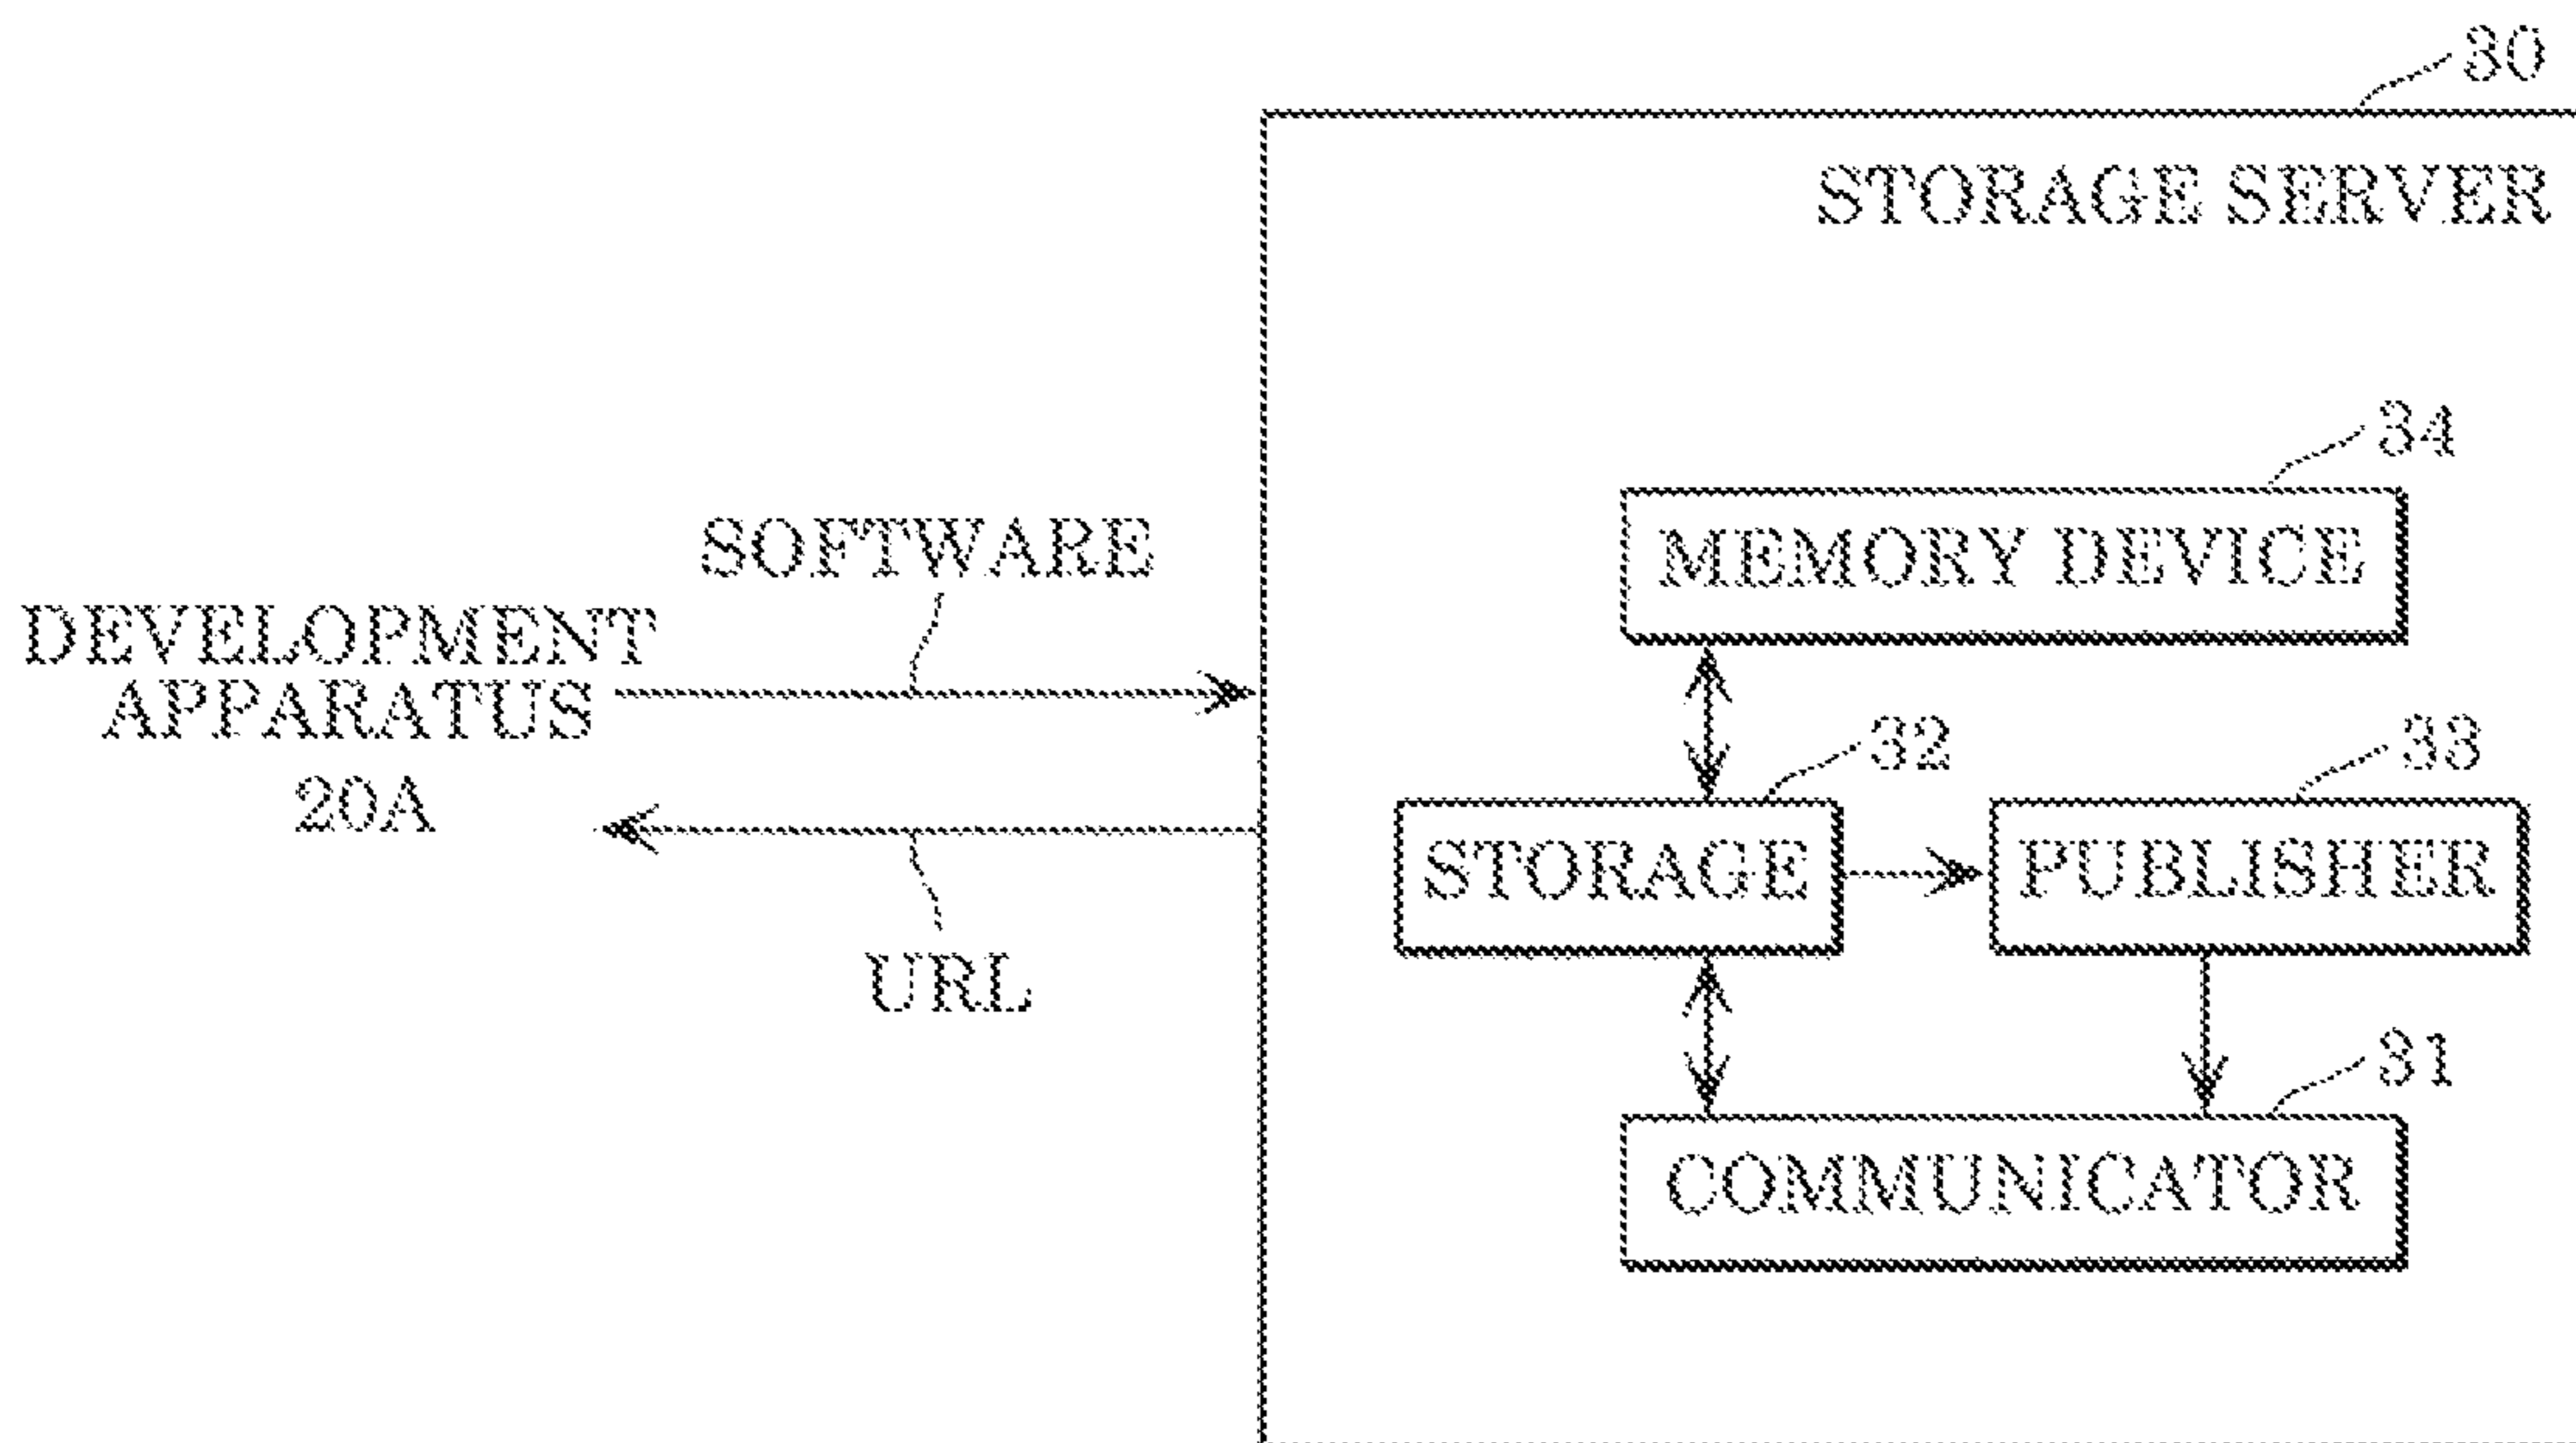 30
STORAGE SERVER
34
MEMORY DEVICE
SOFTWARE
DEVELOPMENT
APPARATUS
20A
32
33
STORAGE
PUBLISHER
URL
31
COMMUNICATOR